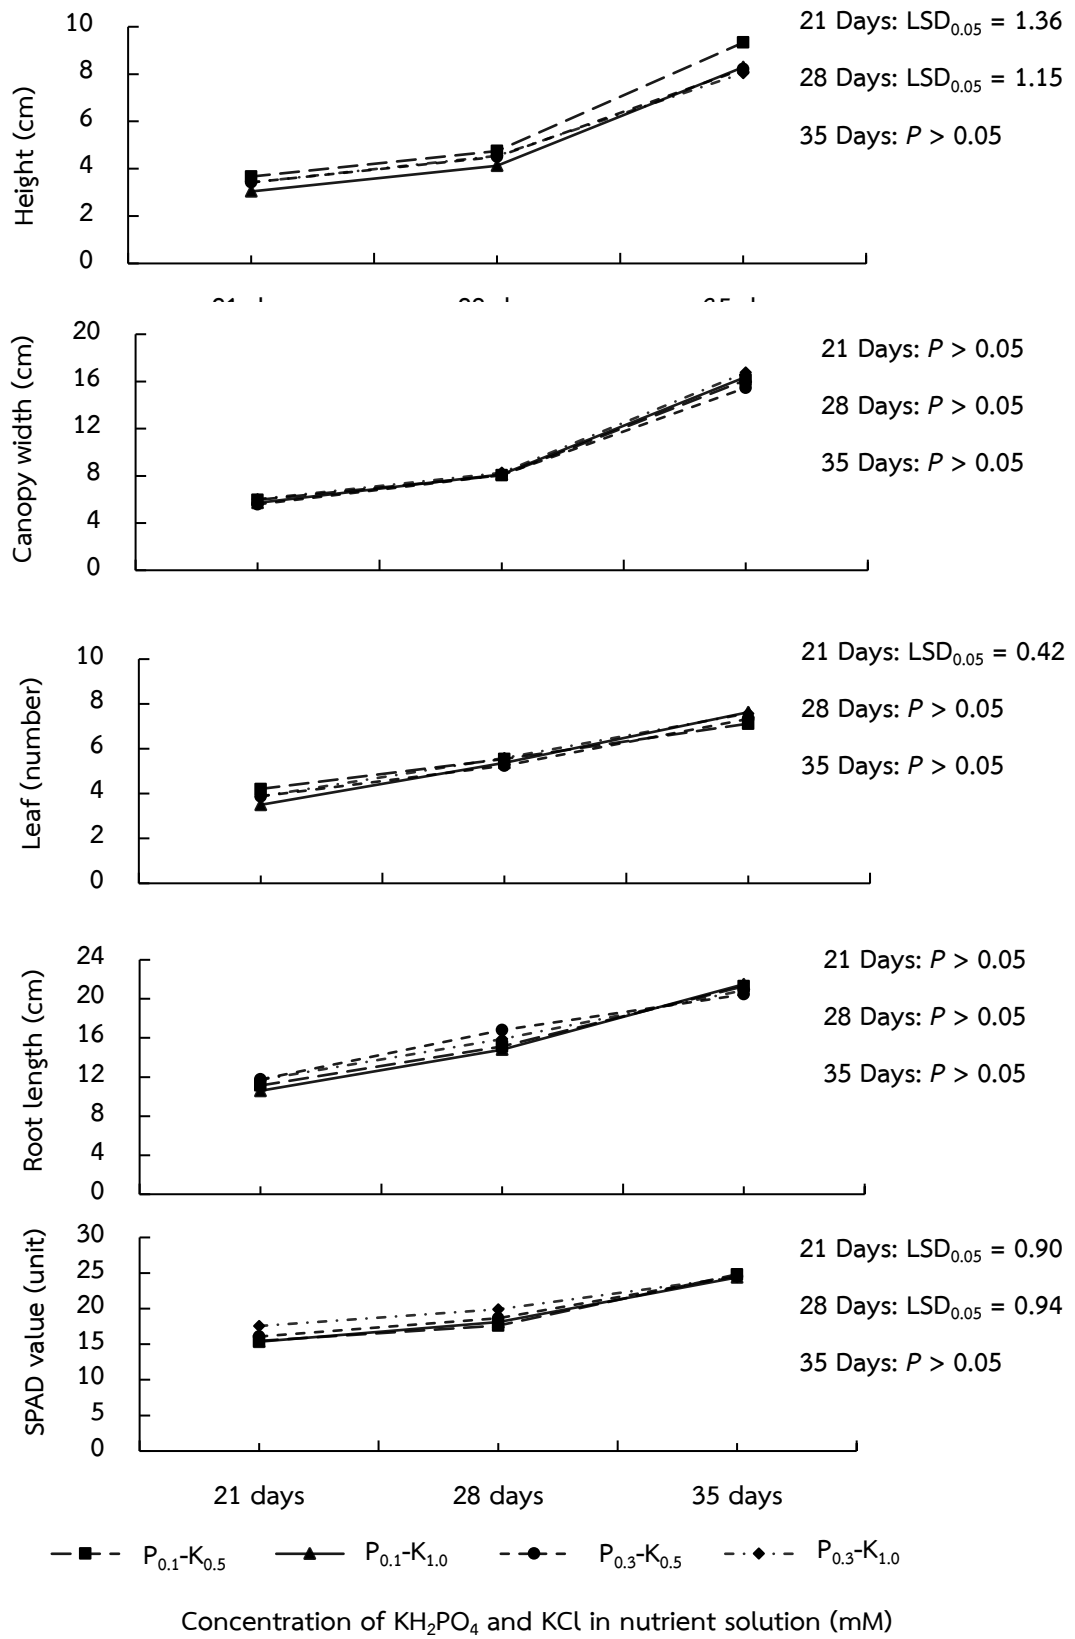 Height (cm)
10
8
6
4
2
0
21 Days: LSD0.05 = 1.36
28 Days: LSD0.05 = 1.15
35 Days: P > 0.05
Canopy width (cm)
20
16
12
8
4
0
21 Days: P > 0.05
28 Days: P > 0.05
35 Days: P > 0.05
Leaf (number)
10
8
6
4
2
0
21 Days: LSD0.05 = 0.42
28 Days: P > 0.05
35 Days: P > 0.05
Root length (cm)
24
20
16
12
8
4
0
21 Days: P > 0.05
28 Days: P > 0.05
35 Days: P > 0.05
SPAD value (unit)
30
25
20
15
10
5
0
21 Days: LSD0.05 = 0.90
28 Days: LSD0.05 = 0.94
35 Days: P > 0.05
21 days 28 days 35 days
P0.1-K0.5 P0.1-K1.0 P0.3-K0.5 P0.3-K1.0
Concentration of KH2PO4 and KCl in nutrient solution (mM)